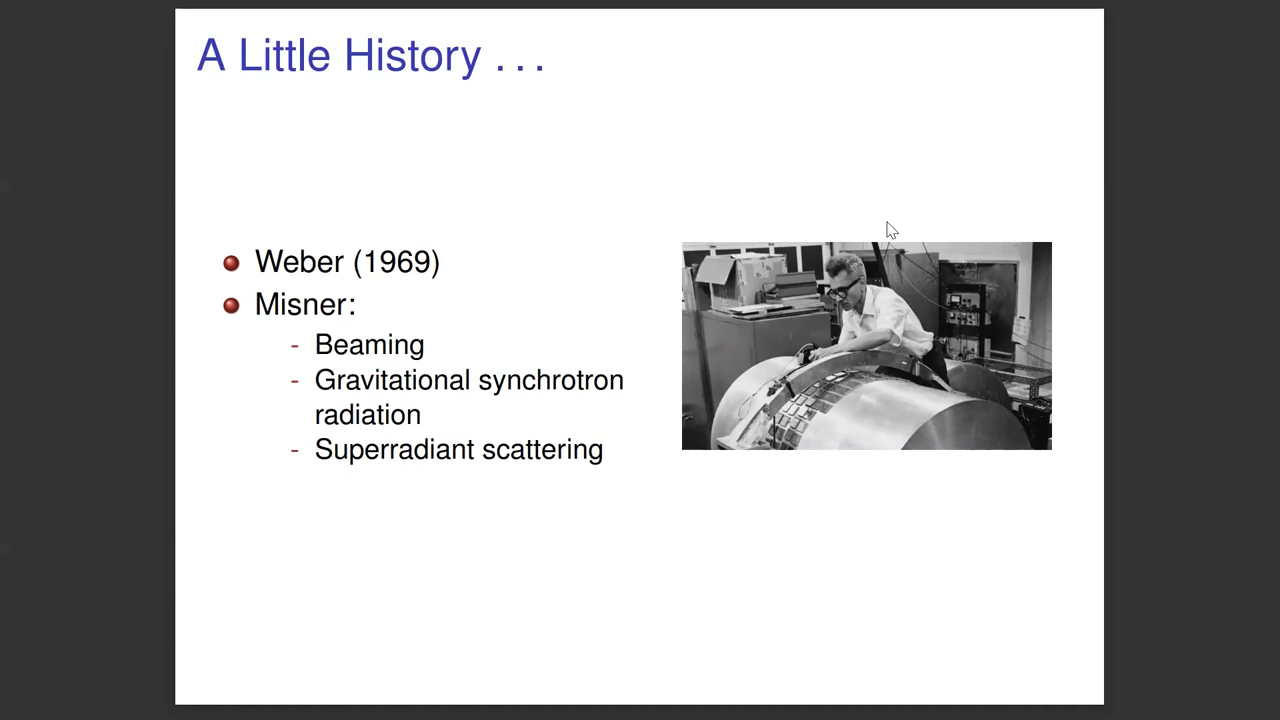 A Little History . . .
Weber (1969)
Misner:
- Beaming
- Gravitational synchrotron
radiation
- Superradiant scattering